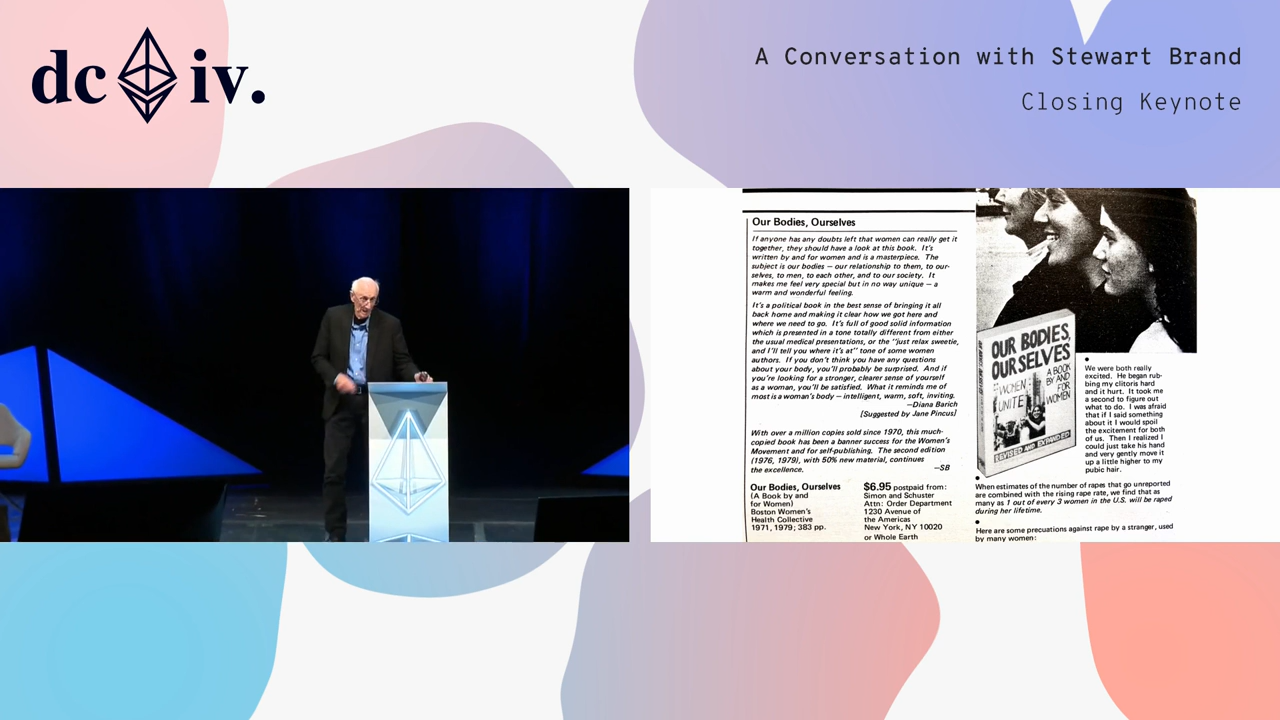 dc iv.
A Conversation with Stewart Brand
Closing Keynote
Our Bodies, Ourselves
If anyone has any doubts left that women can really get it
together, they should have a look at this book. It's
written by and for women and is a masterpiece. The
subject is our bodies — our relationship to them, to our-
selves, to men, to each other, and to our society. It
makes me feel very special but in no way unique — a
warm and wonderful feeling.
It's a political book in the best sense of bringing it all
back home and making it clear how we got here and
where we need to go. It's full of good solid information
which is presented in a tone totally different from either
the usual medical presentations, or the "just relax sweetie,
and I'll tell you where it's at" tone of some women
authors. If you don't think you have any questions
about your body, you'll probably be surprised. And if
you're looking for a stronger, clearer sense of yourself
as a woman, you'll be satisfied. What it reminds me of
most is a woman's body — intelligent, warm, soft, inviting.
—Diana Barich
[Suggested by Jane Pincus]
With over a million copies sold since 1970, this much-
copied book has been a banner success for the Women's
Movement and for self-publishing. The second edition
(1976, 1979), with 50% new material, continues
the excellence. —SB
Our Bodies, Ourselves
(A Book by and
for Women)
Boston Women's
Health Collective
1971, 1979; 383 pp.
$6.95 postpaid from:
Simon and Schuster
Attn: Order Department
1230 Avenue of
the Americas
New York, NY 10020
or Whole Earth
OUR BODIES,
OURSELVES
A BOOK
BY AND
FOR
WOMEN
WOMEN
UNITE
REVISED AND EXPANDED
We were both really
excited. He began rub-
bing my clitoris hard
and it hurt. It took me
a second to figure out
what to do. I was afraid
that if I said something
about it I would spoil
the excitement for both
of us. Then I realized I
could just take his hand
and very gently move it
up a little higher to my
pubic hair.
When estimates of the number of rapes that go unreported
are combined with the rising rape rate, we find that as
many as 1 out of every 3 women in the U.S. will be raped
during her lifetime.
Here are some precuations against rape by a stranger, used
by many women: